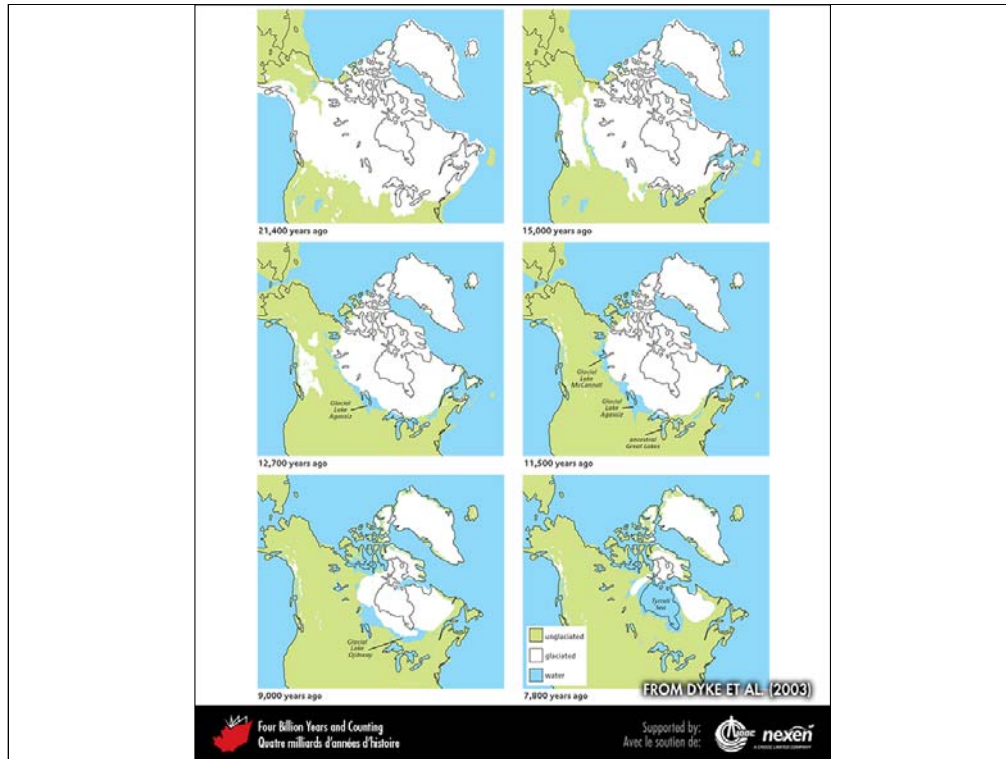 21,400 years ago
15,000 years ago
Glacial
Lake
Agassiz
12,700 years ago
Glacial
Lake
McConnell
Glacial
Lake
Agassiz
ancestral
Great Lakes
11,500 years ago
Glacial
Lake
Ojibway
9,000 years ago
Tyrrell
Sea
unglaciated
glaciated
water
7,800 years ago
FROM DYKE ET AL. (2003)
Four Billion Years and Counting
Quatre milliards d'années d'histoire
Supported by:
Avec le soutien de:
nexen
A CNOOC LIMITED COMPANY